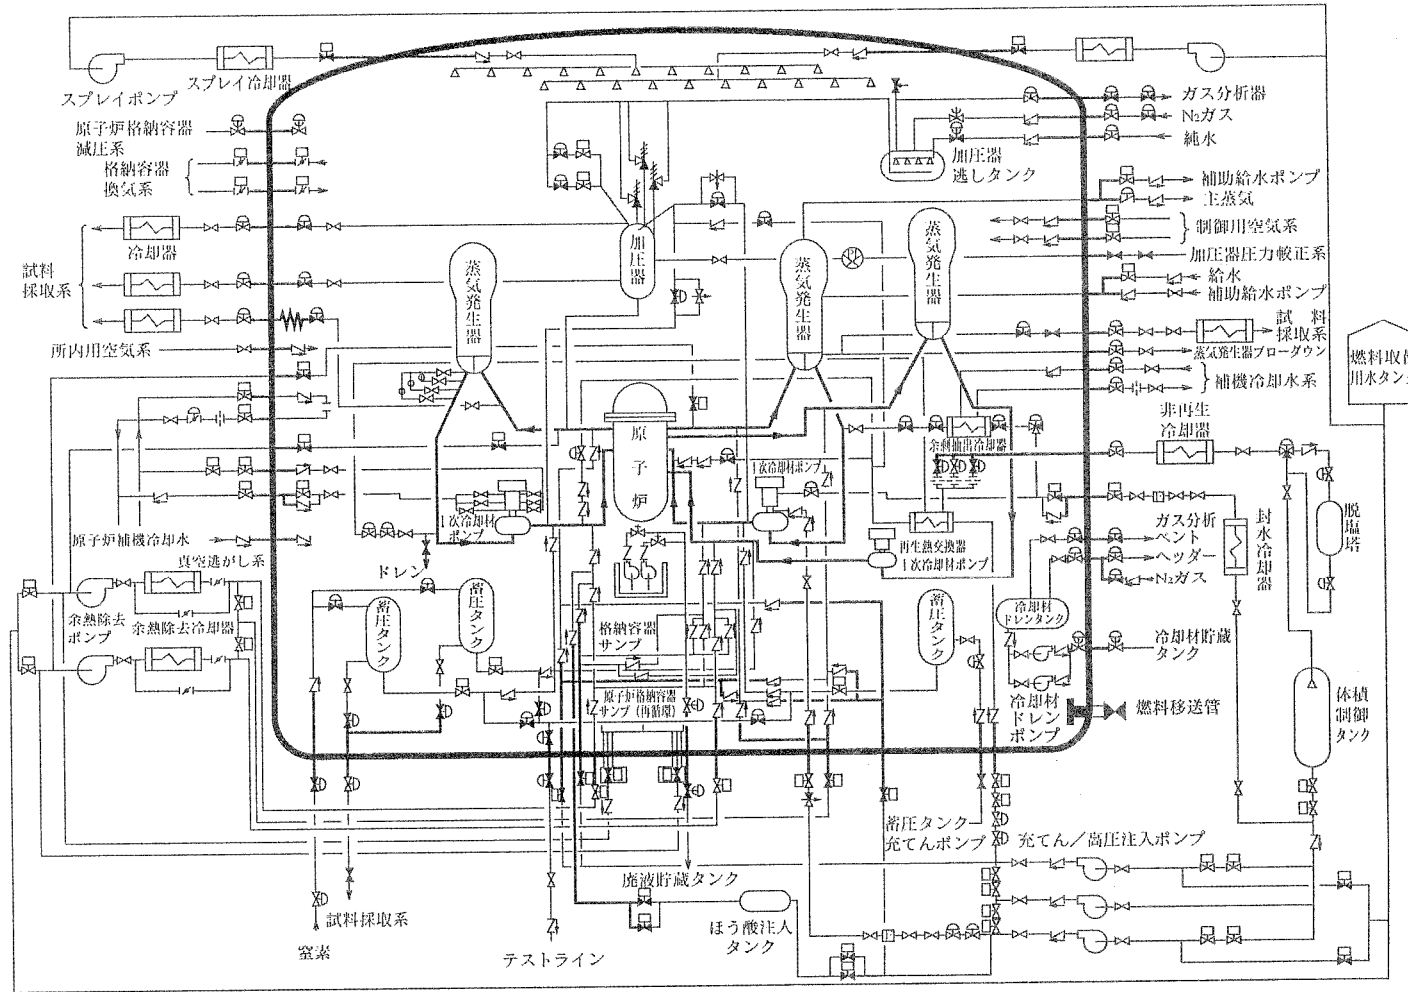 スプレイ冷却器
スプレイポンプ
原子炉格納容器
減圧系
格納容器
換気系
冷却器
試料
採取系
所内用空気系
原子炉補機冷却水
真空逃がし系
余熱除去
ポンプ
余熱除去冷却器
ガス分析器
N₂ガス
純水
加圧器
逃しタンク
補助給水ポンプ
主蒸気
制御用空気系
加圧器圧力較正系
給水
補助給水ポンプ
試料
採取系
蒸気発生器ブローダウン
補機冷却水系
燃料取替
用水タンク
非再生
冷却器
加圧器
蒸気発生器
蒸気発生器
蒸気発生器
原子炉
余剰抽出冷却器
1次冷却材ポンプ
1次冷却材
ポンプ
再生熱交換器
1次冷却材ポンプ
脱塩塔
封水冷却器
ガス分析
ベント
ヘッダー
N₂ガス
ドレン
蓄圧タンク
蓄圧タンク
蓄圧タンク
格納容器
サンプ
原子炉格納容器
サンプ(再循環)
冷却材
ドレンタンク
冷却材貯蔵
タンク
冷却材
ドレン
ポンプ
燃料移送管
体積
制御
タンク
蓄圧タンク
充てんポンプ
充てん/高圧注入ポンプ
廃液貯蔵タンク
ほう酸注入
タンク
試料採取系
窒素
テストライン